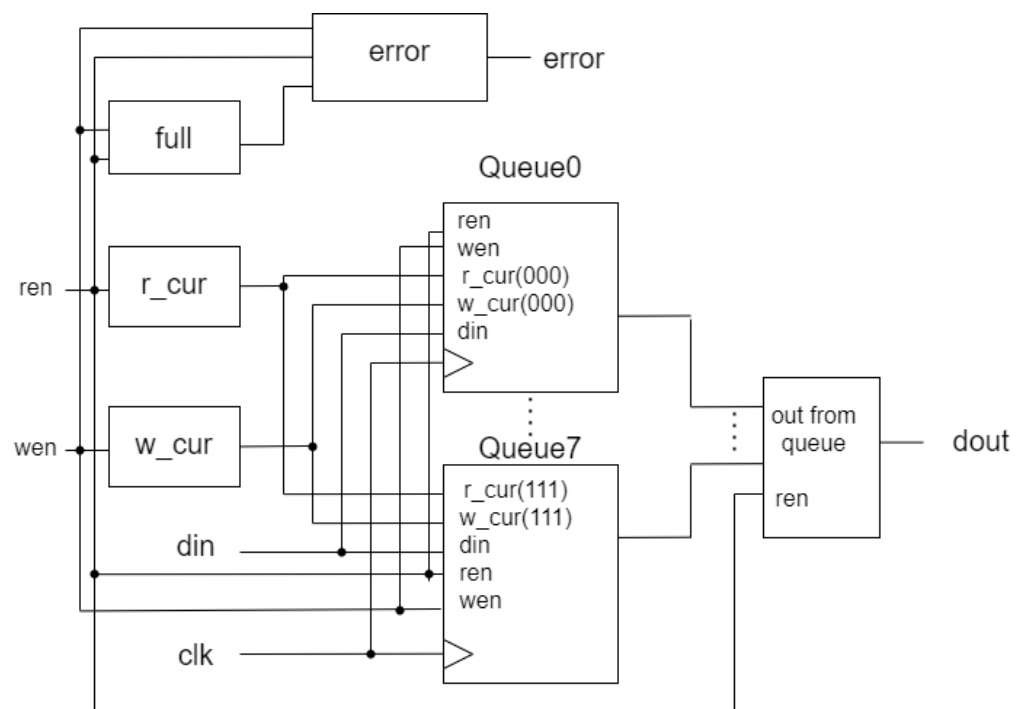 error
error
full
Queue0
ren
wen
r_cur(000)
w_cur(000)
din
ren
r_cur
wen
w_cur
out from
queue
ren
dout
Queue7
r_cur(111)
w_cur(111)
din
ren
wen
din
clk